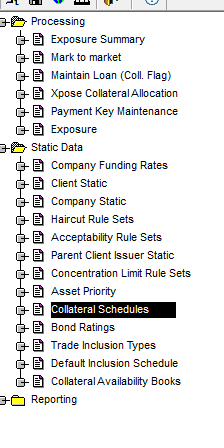 Processing
Exposure Summary
Mark to market
Maintain Loan (Coll. Flag)
Xpose Collateral Allocation
Payment Key Maintenance
Exposure
Static Data
Company Funding Rates
Client Static
Company Static
Haircut Rule Sets
Acceptability Rule Sets
Parent Client Issuer Static
Concentration Limit Rule Sets
Asset Priority
Collateral Schedules
Bond Ratings
Trade Inclusion Types
Default Inclusion Schedule
Collateral Availability Books
Reporting